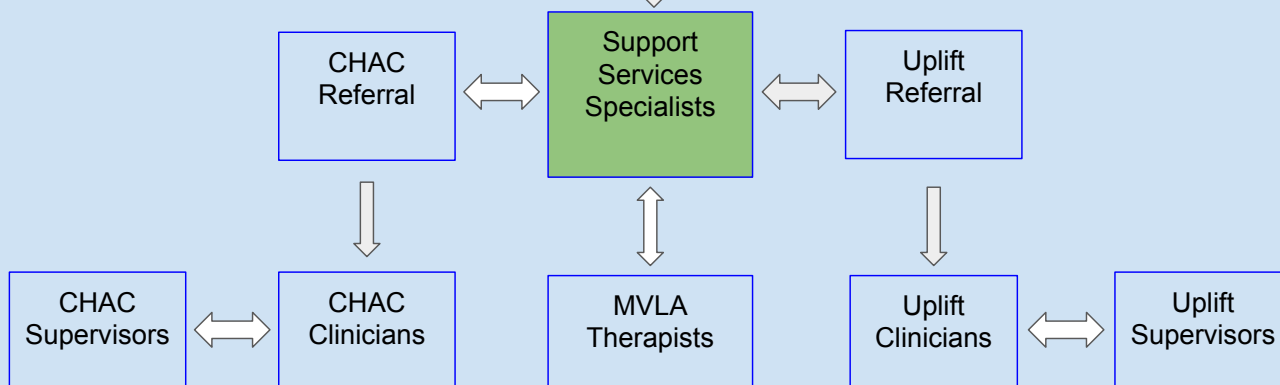 CHAC
Referral
Support
Services
Specialists
Uplift
Referral
CHAC
Supervisors
CHAC
Clinicians
MVLA
Therapists
Uplift
Clinicians
Uplift
Supervisors